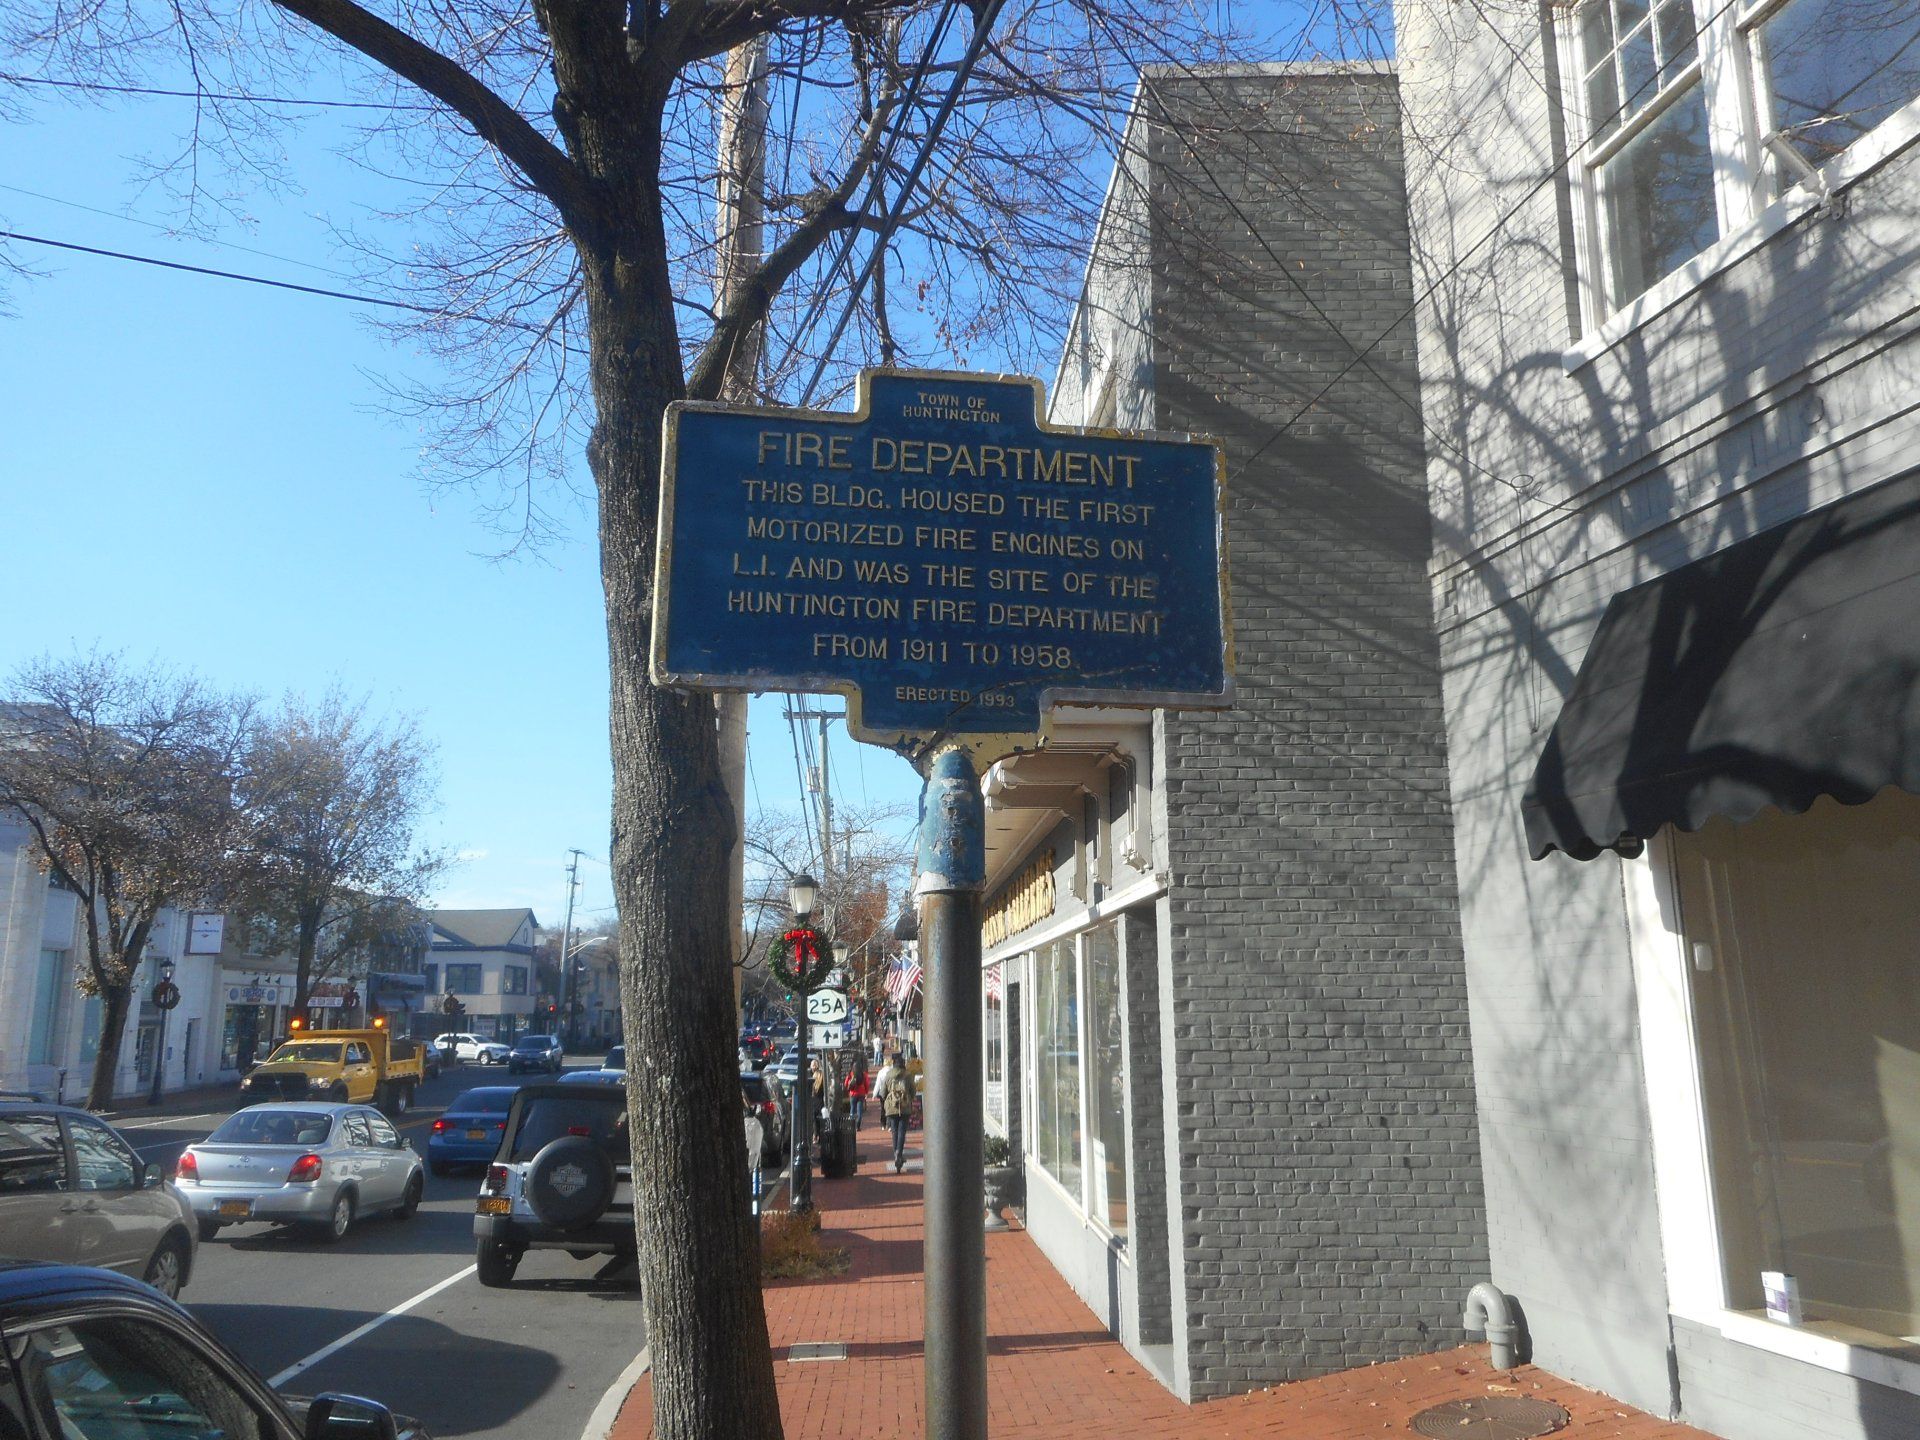 TOWN OF
HUNTINGTON
FIRE DEPARTMENT
THIS BLDG. HOUSED THE FIRST
MOTORIZED FIRE ENGINES ON
L.I. AND WAS THE SITE OF THE
HUNTINGTON FIRE DEPARTMENT
FROM 1911 TO 1958.
ERECTED 1993
25A